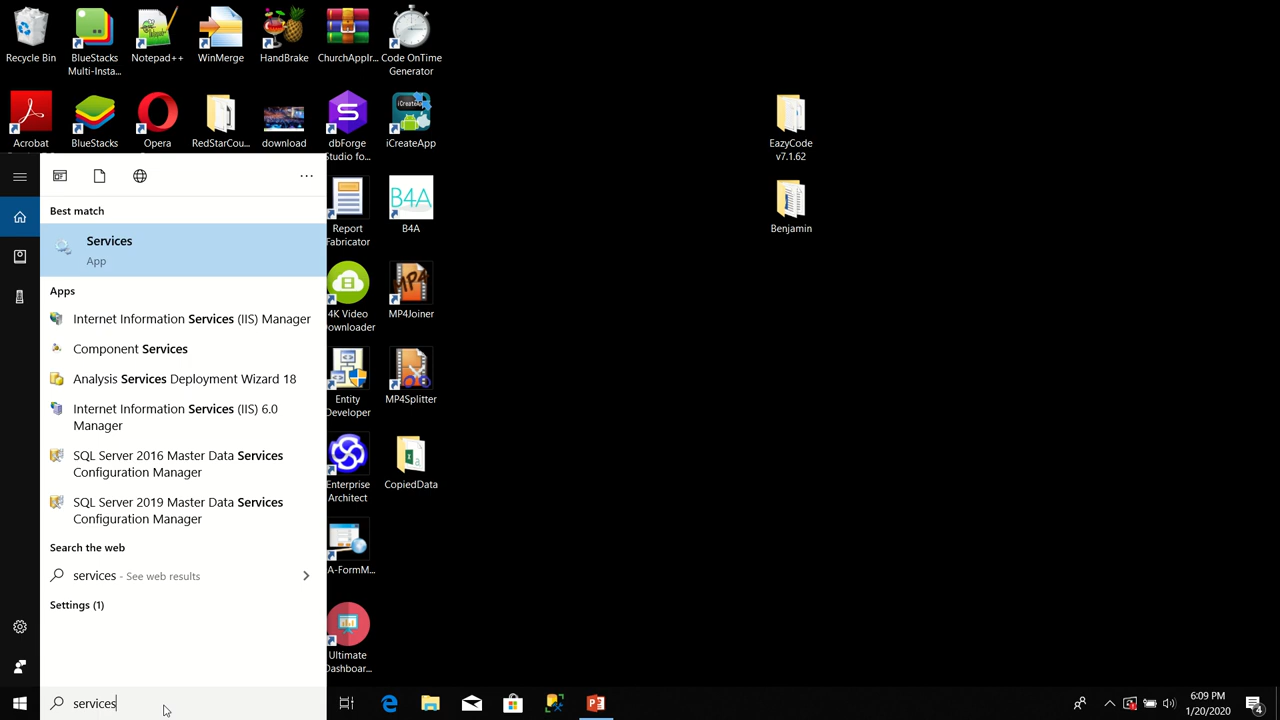 Recycle Bin
BlueStacks
Multi-Insta...
Notepad++
WinMerge
HandBrake
ChurchAppIr...
Code OnTime
Generator
Acrobat
BlueStacks
Opera
RedStarCou...
download
dbForge
Studio fo...
iCreateApp
iCreateApp
EazyCode
v7.1.62
Report
Fabricator
B4A
B4A
Benjamin
4K Video
Downloader
MP4Joiner
Entity
Developer
MP4Splitter
Enterprise
Architect
CopiedData
A-FormM...
Ultimate
Dashboar...
Best match
Services
App
Apps
Internet Information Services (IIS) Manager
Component Services
Analysis Services Deployment Wizard 18
Internet Information Services (IIS) 6.0
Manager
SQL Server 2016 Master Data Services
Configuration Manager
SQL Server 2019 Master Data Services
Configuration Manager
Search the web
services - See web results
Settings (1)
services
6:09 PM
1/20/2020
4